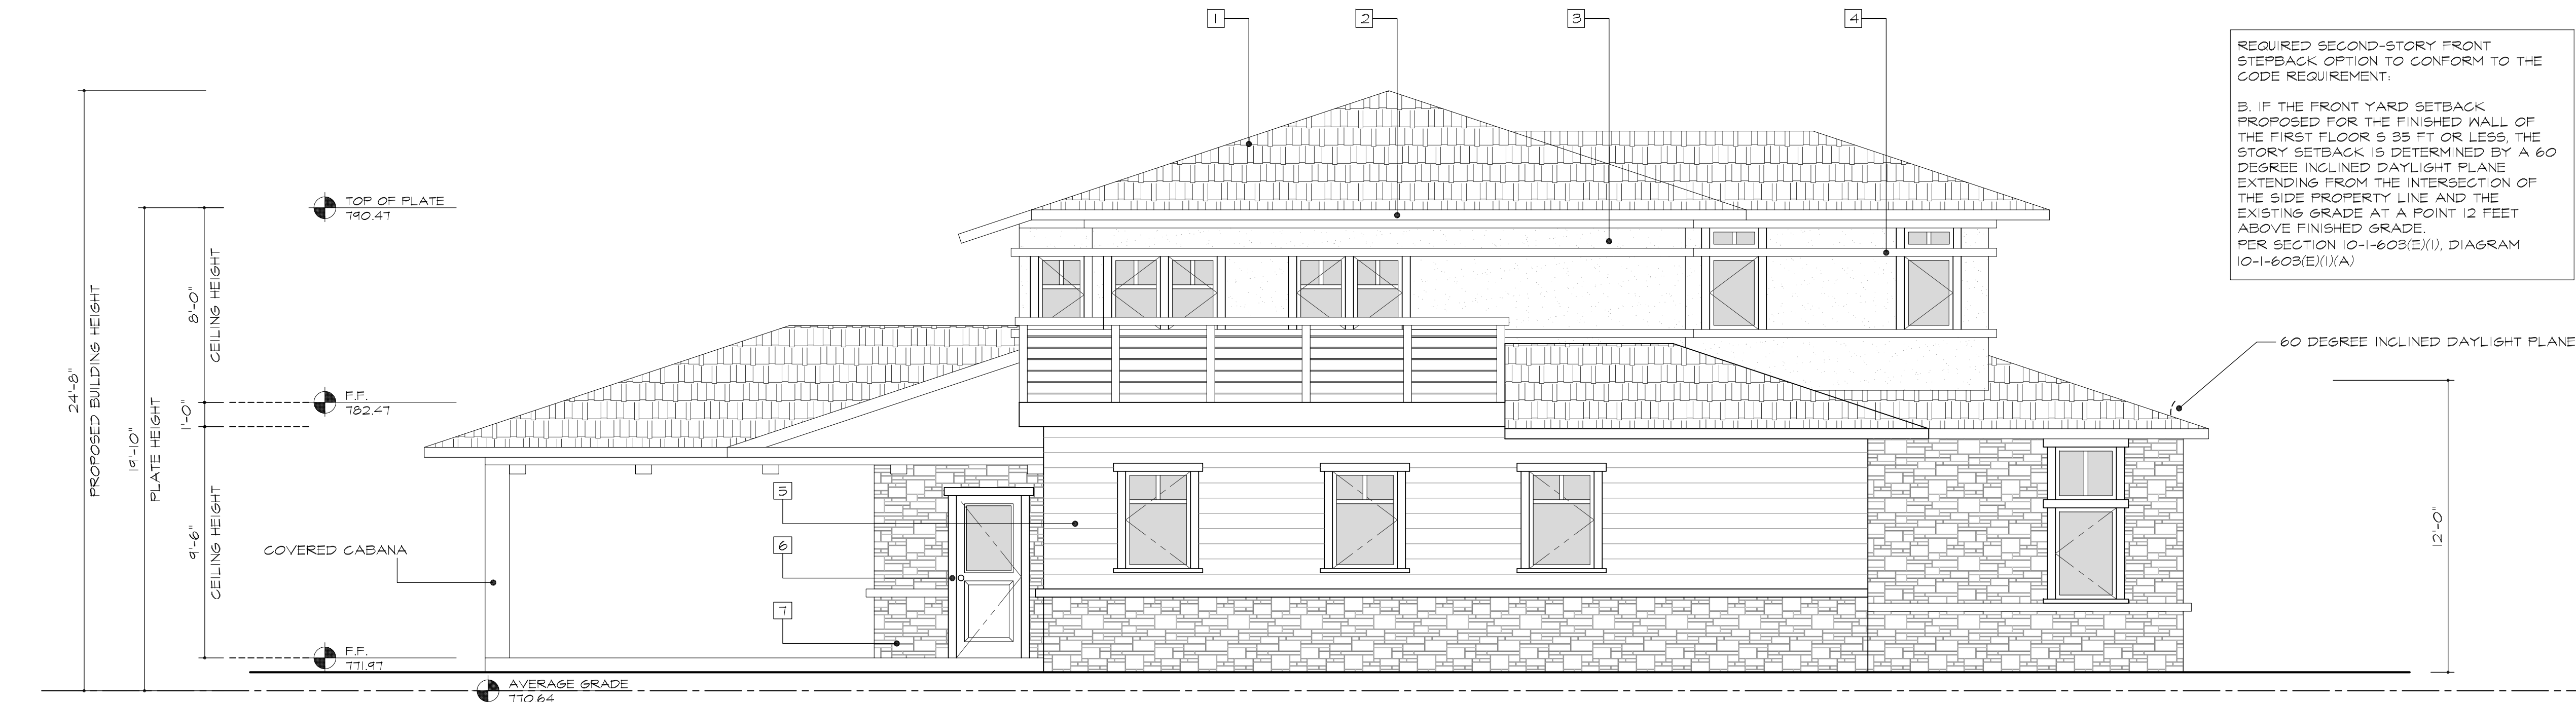 1
2
3
4
REQUIRED SECOND-STORY FRONT
STEPBACK OPTION TO CONFORM TO THE
CODE REQUIREMENT:
B. IF THE FRONT YARD SETBACK
PROPOSED FOR THE FINISHED WALL OF
THE FIRST FLOOR S 35 FT OR LESS, THE
STORY SETBACK IS DETERMINED BY A 60
DEGREE INCLINED DAYLIGHT PLANE
EXTENDING FROM THE INTERSECTION OF
THE SIDE PROPERTY LINE AND THE
EXISTING GRADE AT A POINT 12 FEET
ABOVE FINISHED GRADE.
PER SECTION 10-1-603(E)(1), DIAGRAM
10-1-603(E)(1)(A)
60 DEGREE INCLINED DAYLIGHT PLANE
12'-0"
24'-8"
PROPOSED BUILDING HEIGHT
19'-10"
PLATE HEIGHT
8'-0"
CEILING HEIGHT
1'-0"
9'-6"
CEILING HEIGHT
TOP OF PLATE
790.47
F.F.
782.47
COVERED CABANA
F.F.
771.97
AVERAGE GRADE
770.64
5
6
7